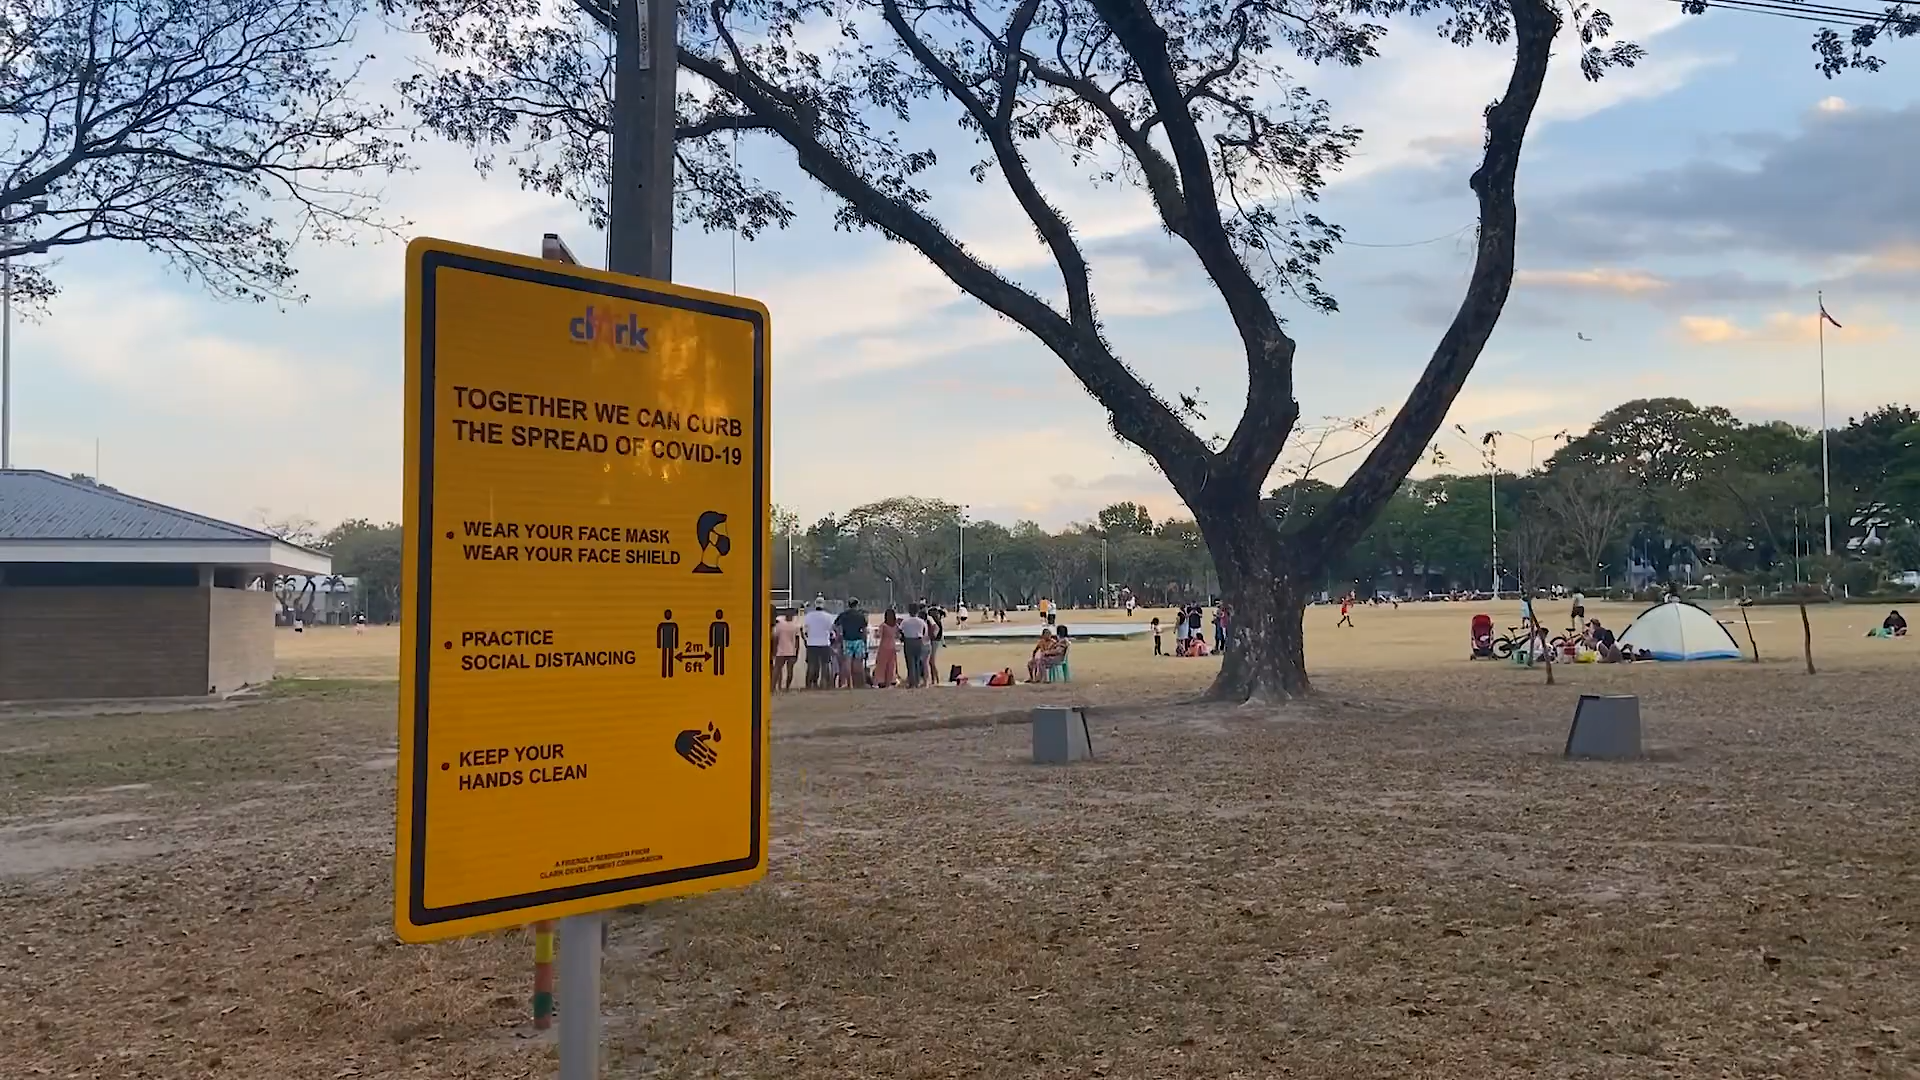 clark
TOGETHER WE CAN CURB
THE SPREAD OF COVID-19
WEAR YOUR FACE MASK
WEAR YOUR FACE SHIELD
PRACTICE
SOCIAL DISTANCING
2m
6ft
KEEP YOUR
HANDS CLEAN
A FRIENDLY REMINDER FROM
CLARK DEVELOPMENT CORPORATION